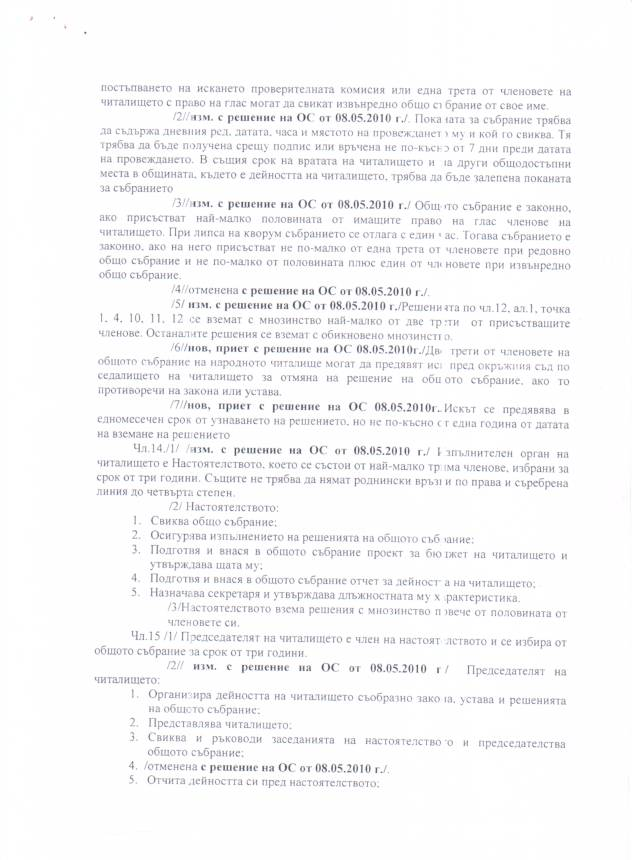 постъпването на искането проверителната комисия или една трета от членовете на
читалището с право на глас могат да свикат извънредно общо събрание от свое име.
/2//изм. с решение на ОС от 08.05.2010 г./. Поканата за събрание трябва
да съдържа дневния ред, датата, часа и мястото на провеждането му и кой го свиква. Тя
трябва да бъде получена срещу подпис или връчена не по-късно от 7 дни преди датата
на провеждането. В същия срок на вратата на читалището и на други общодостъпни
места в общината, където е дейността на читалището, трябва да бъде залепена поканата
за събранието
/3//изм. с решение на ОС от 08.05.2010 г./ Общото събрание е законно,
ако присъстват най-малко половината от имащите право на глас членове на
читалището. При липса на кворум събранието се отлага с един час. Тогава събранието е
законно, ако на него присъстват не по-малко от една трета от членовете при редовно
общо събрание и не по-малко от половината плюс един от членовете при извънредно
общо събрание.
/4//отменена с решение на ОС от 08.05.2010 г./.
/5/ изм. с решение на ОС от 08.05.2010 г./Решенията по чл.12, ал.1, точка
1, 4, 10, 11, 12 се вземат с мнозинство най-малко от две трети от присъстващите
членове. Останалите решения се вземат с обикновено мнозинство.
/6//нов, приет с решение на ОС 08.05.2010г./Две трети от членовете на
общото събрание на народното читалище могат да предявят иск пред окръжния съд по
седалището на читалището за отмяна на решение на общото събрание, ако то
противоречи на закона или устава.
/7//нов, приет с решение на ОС 08.05.2010г. Искът се предявява в
едномесечен срок от узнаването на решението, но не по-късно от една година от датата
на вземане на решението
Чл.14./1/ /изм. с решение на ОС от 08.05.2010 г./ Изпълнителен орган на
читалището е Настоятелството, което се състои от най-малко трима членове, избрани за
срок от три години. Същите не трябва да нямат роднински връзки по права и съребрена
линия до четвърта степен.
/2/ Настоятелството:
1. Свиква общо събрание;
2. Осигурява изпълнението на решенията на общото събрание;
3. Подготвя и внася в общото събрание проект за бюджет на читалището и
утвърждава щата му;
4. Подготвя и внася в общото събрание отчет за дейността на читалището;
5. Назначава секретаря и утвърждава длъжностната му характеристика.
/3/Настоятелството взема решения с мнозинство повече от половината от
членовете си.
Чл.15 /1/ Председателят на читалището е член на настоятелството и се избира от
общото събрание за срок от три години.
/2// изм. с решение на ОС от 08.05.2010 г / Председателят на
читалището:
1. Организира дейността на читалището съобразно закона, устава и решенията
на общото събрание;
2. Представлява читалището;
3. Свиква и ръководи заседанията на настоятелството и председателства
общото събрание;
4. /отменена с решение на ОС от 08.05.2010 г./.
5. Отчита дейността си пред настоятелството;